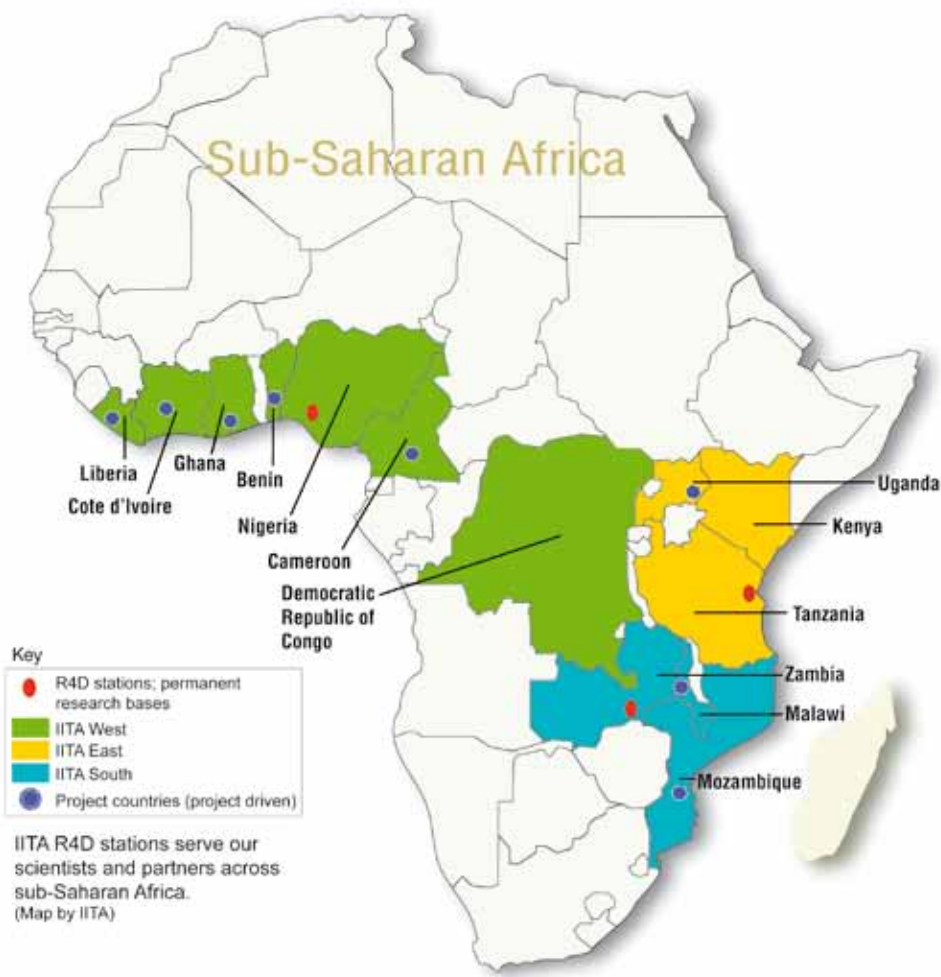 Sub-Saharan Africa
Liberia
Cote d'Ivoire
Ghana
Benin
Nigeria
Cameroon
Democratic
Republic of
Congo
Uganda
Kenya
Tanzania
Zambia
Malawi
Mozambique
Key
R4D stations; permanent
research bases
IITA West
IITA East
IITA South
Project countries (project driven)
IITA R4D stations serve our
scientists and partners across
sub-Saharan Africa.
(Map by IITA)